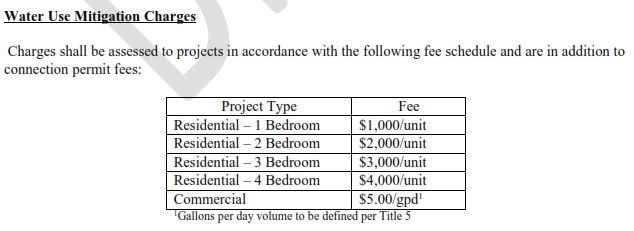 Water Use Mitigation Charges
Charges shall be assessed to projects in accordance with the following fee schedule and are in addition to
connection permit fees:
Project Type Fee
Residential – 1 Bedroom $1,000/unit
Residential – 2 Bedroom $2,000/unit
Residential – 3 Bedroom $3,000/unit
Residential – 4 Bedroom $4,000/unit
Commercial $5.00/gpd¹
¹Gallons per day volume to be defined per Title 5